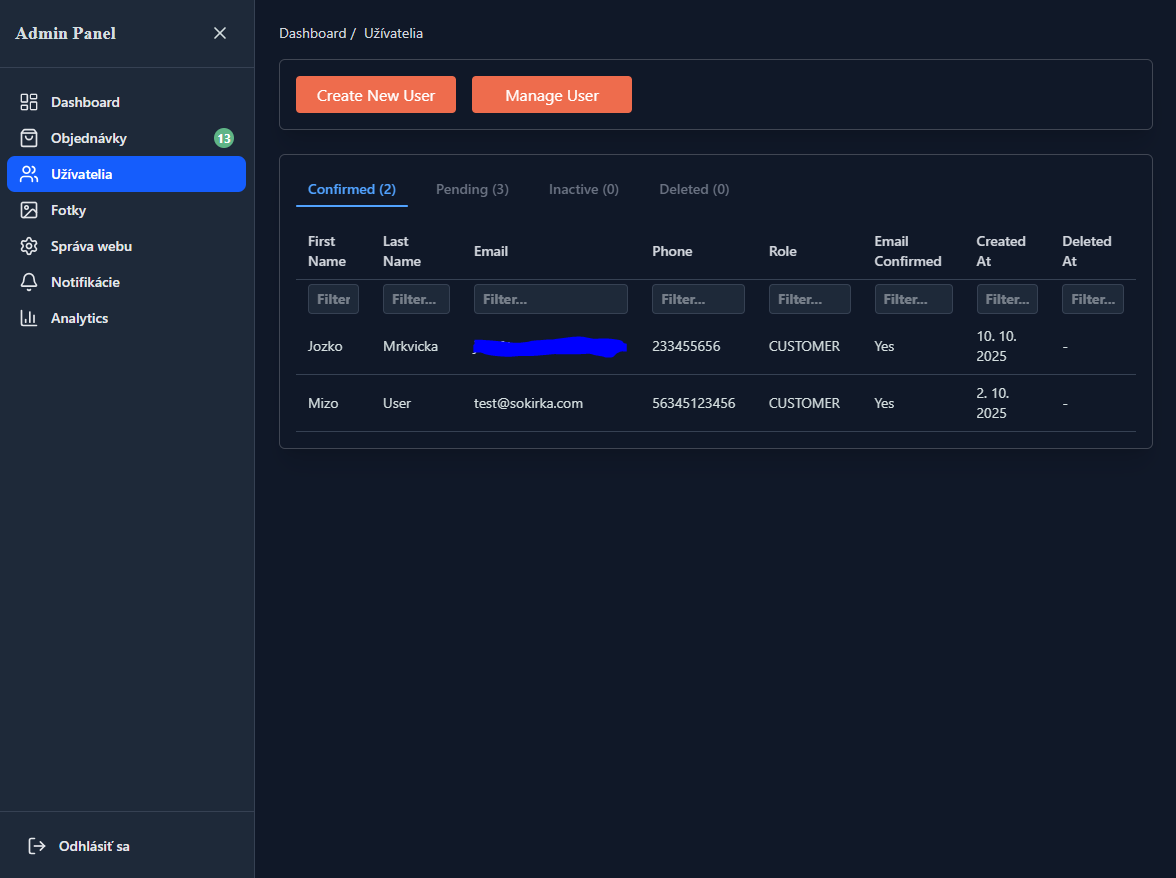 Admin Panel
Dashboard
Objednávky 13
Užívatelia
Fotky
Správa webu
Notifikácie
Analytics
Odhlásiť sa
Dashboard / Užívatelia
Create New User Manage User
Confirmed (2) Pending (3) Inactive (0) Deleted (0)
First Name Last Name Email Phone Role Email Confirmed Created At Deleted At
Filter Filter... Filter... Filter... Filter... Filter... Filter... Filter...
Jozko Mrkvicka 233455656 CUSTOMER Yes 10. 10. 2025 -
Mizo User test@sokirka.com 56345123456 CUSTOMER Yes 2. 10. 2025 -